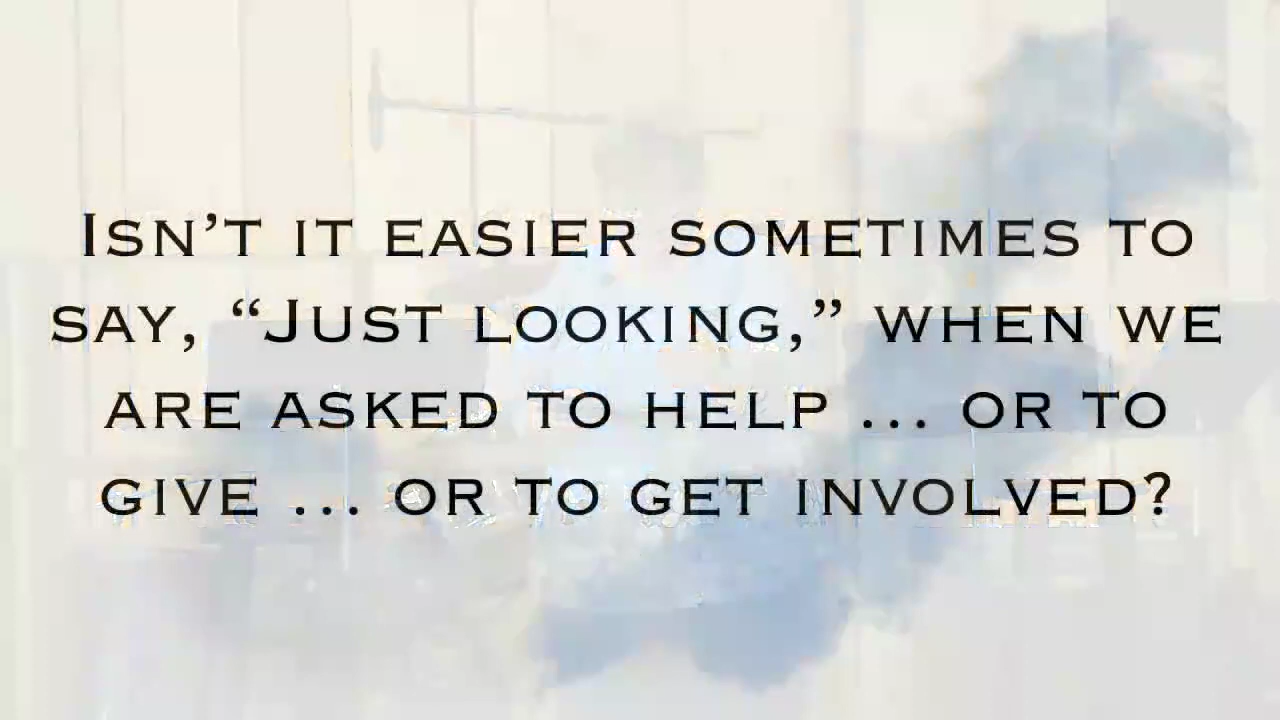 Isn’t it easier sometimes to
say, “Just looking,” when we
are asked to help ... or to
give ... or to get involved?